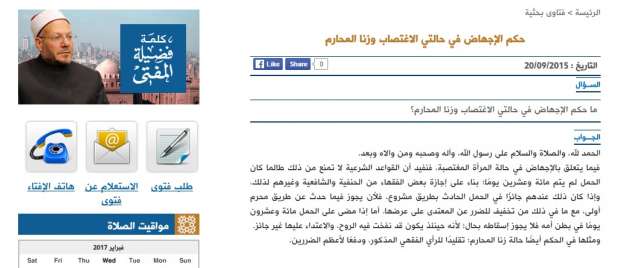 الرئيسة > فتاوى بحثية
كلمة
فضيلة
المفتى
حكم الإجهاض في حالتي الاغتصاب وزنا المحارم
التاريخ : 20/09/2015
Like Share 0
الســؤال
ما حكم الإجهاض في حالتي الاغتصاب وزنا المحارم؟
الجـواب
الحمد لله، والصلاة والسلام على رسول الله، وآله وصحبه ومن والاه وبعد.
فيما يتعلق بالإجهاض في حالة المرأة المغتصبة، فنفيد أن القواعد الشرعية لا تمنع من ذلك طالما كان
الحمل لم يتم مائة وعشرين يومًا؛ بناء على إجازة بعض الفقهاء من الحنفية والشافعية وغيرهم لذلك،
وإذا كان ذلك عندهم جائزًا في الحمل الحادث بطريق مشروع، فلأن يجوز فيما حدث عن طريق محرم
أولى، مع ما في ذلك من تخفيف للضرر عن المعتدى على عرضها. أما إذا مضى على الحمل مائة وعشرون
يومًا في بطن أمه فلا يجوز إسقاطه بحال؛ لأنه حينئذ يكون قد نفخت فيه الروح، والاعتداء عليها غير جائز.
ومثلها في الحكم أيضًا حالة زنا المحارم؛ تقليدًا للرأي الفقهي المذكور، ودفعًا لأعظم الضررين.
طلب فتوى
الاستعلام عن
فتوى
هاتف الإفتاء
مواقيت الصلاة
فبراير 2017
Sat Fri Thu Wed Tue Mon Sun